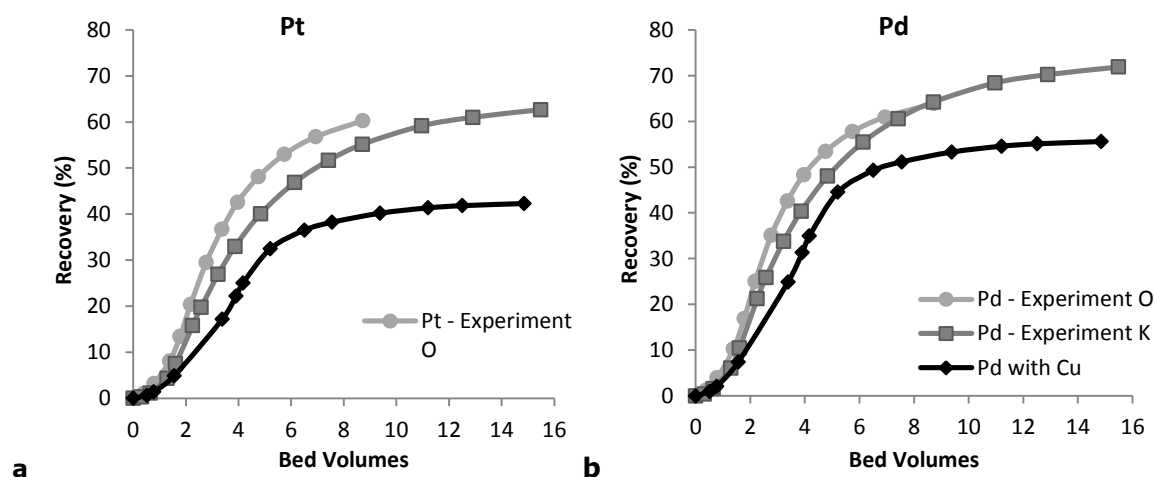 Pt
80
70
60
50
40
30
20
10
0
Recovery (%)
0 2 4 6 8 10 12 14 16
Bed Volumes
Pt - Experiment
O
a
Pd
80
70
60
50
40
30
20
10
0
Recovery (%)
0 2 4 6 8 10 12 14 16
Bed Volumes
Pd - Experiment O
Pd - Experiment K
Pd with Cu
b